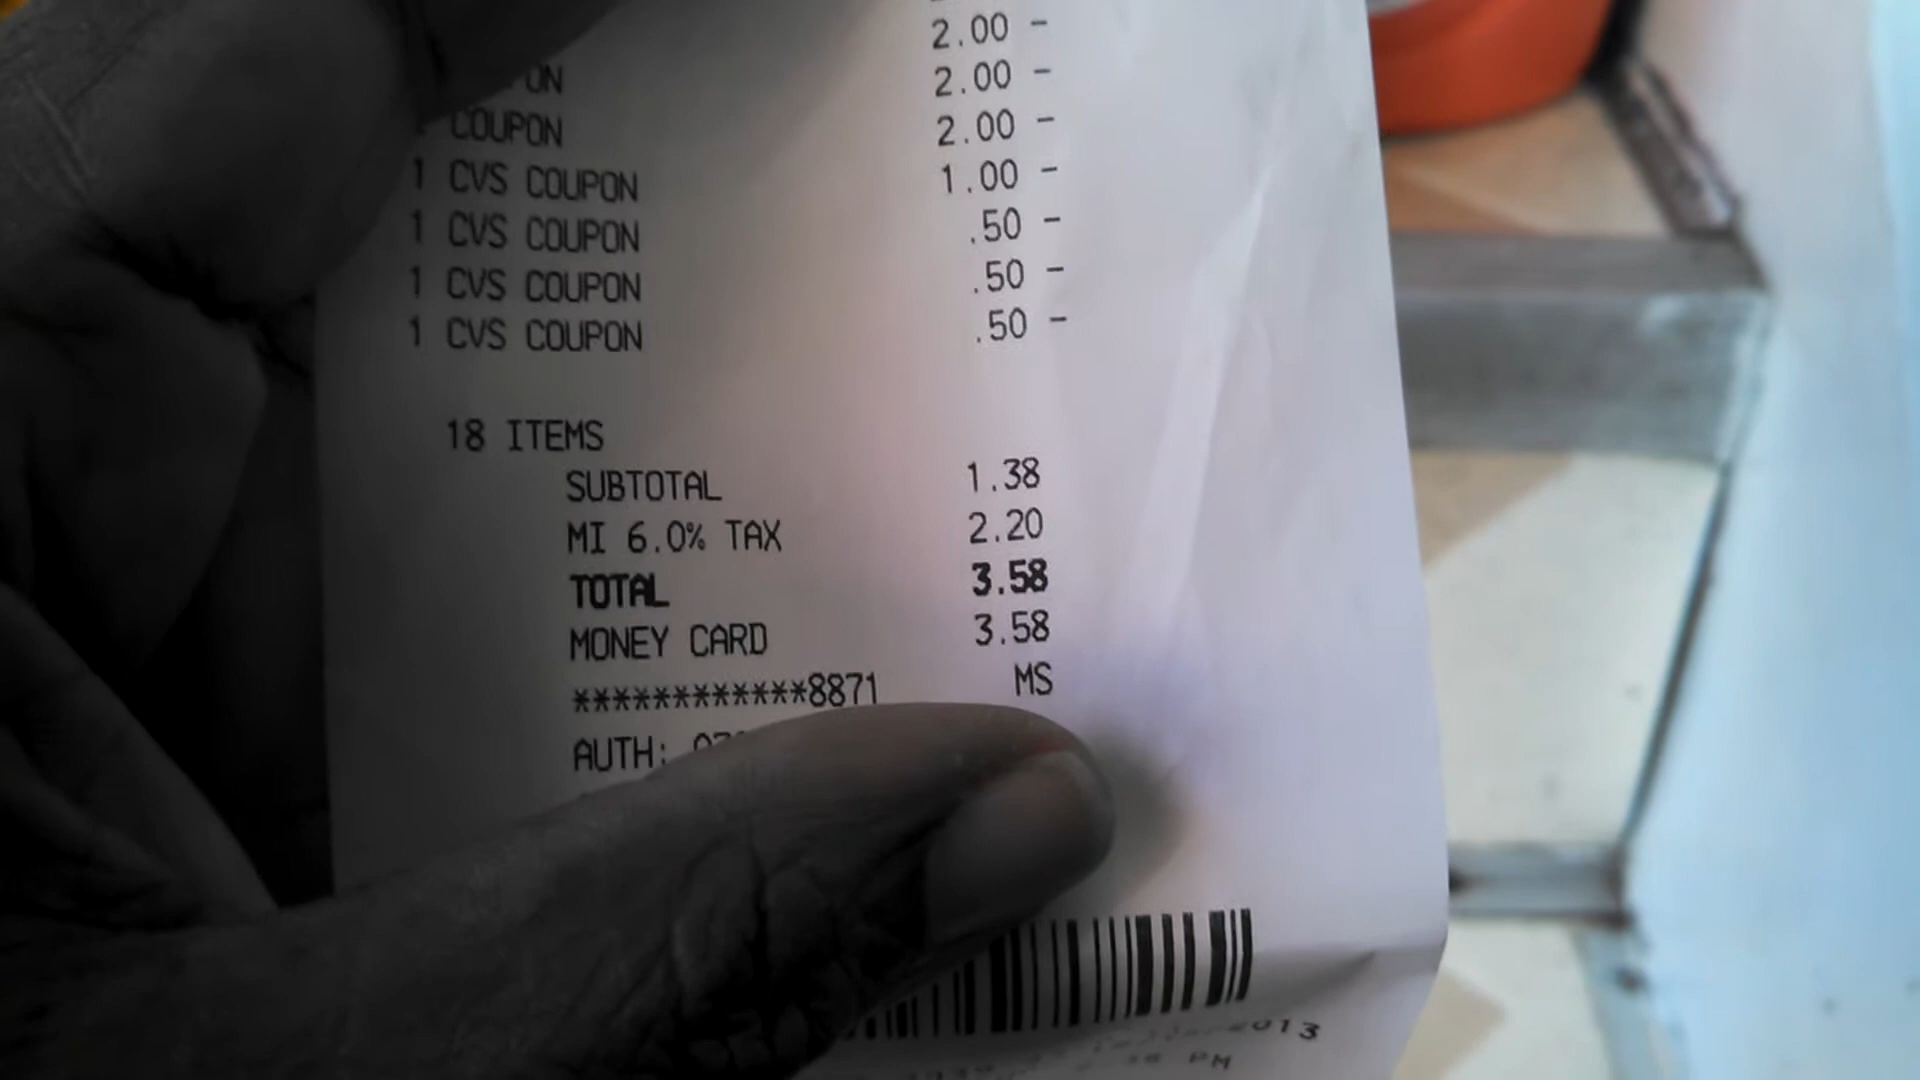 2.00 -
ON 2.00 -
COUPON 2.00 -
1 CVS COUPON 1.00 -
1 CVS COUPON .50 -
1 CVS COUPON .50 -
1 CVS COUPON .50 -
18 ITEMS
SUBTOTAL 1.38
MI 6.0% TAX 2.20
TOTAL 3.58
MONEY CARD 3.58
************8871 MS
AUTH:
2013
PM